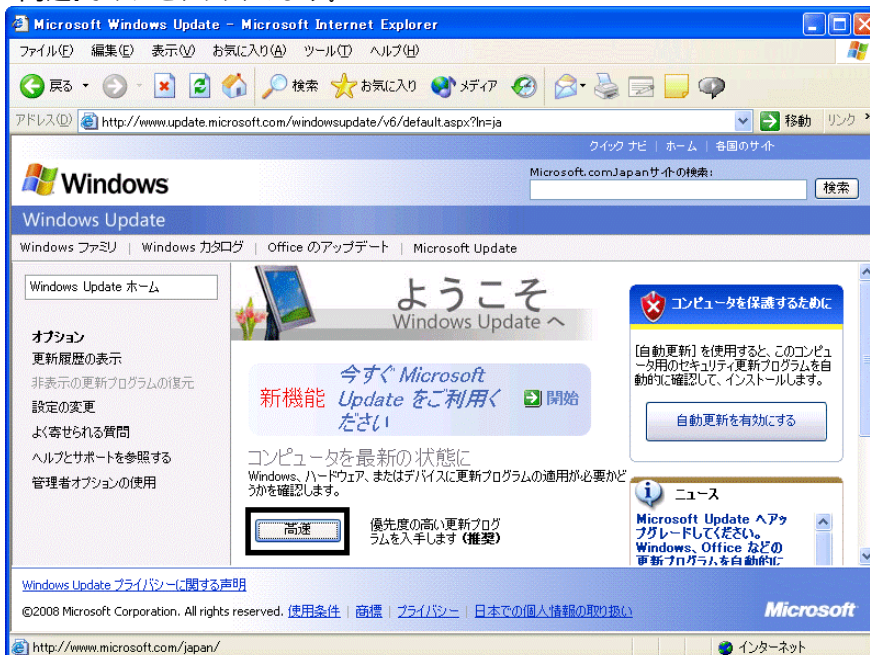 Microsoft Windows Update - Microsoft Internet Explorer
ファイル(F) 編集(E) 表示(V) お気に入り(A) ツール(T) ヘルプ(H)
戻る 検索 お気に入り メディア
アドレス(D) http://www.update.microsoft.com/windowsupdate/v6/default.aspx?ln=ja 移動 リンク
クイック ナビ | ホーム | 各国のサイト
Windows
Microsoft.comJapanサイトの検索:
検索
Windows Update
Windows ファミリ | Windows カタログ | Office のアップデート | Microsoft Update
Windows Update ホーム
オプション
更新履歴の表示
非表示の更新プログラムの復元
設定の変更
よく寄せられる質問
ヘルプとサポートを参照する
管理者オプションの使用
ようこそ
Windows Update へ
新機能
今すぐ Microsoft
Update をご利用く
ださい
開始
コンピュータを最新の状態に
Windows、ハードウェア、またはデバイスに更新プログラムの適用が必要かど
うかを確認します。
高速
優先度の高い更新プログ
ラムを入手します (推奨)
コンピュータを保護するために
[自動更新] を使用すると、このコンピュ
ータ用のセキュリティ更新プログラムを自
動的に確認して、インストールします。
自動更新を有効にする
ニュース
Microsoft Update へアッ
プグレードしてください。
Windows、Office などの
更新プログラムを自動的に
Windows Update プライバシーに関する声明
©2008 Microsoft Corporation. All rights reserved. 使用条件 | 商標 | プライバシー | 日本での個人情報の取り扱い
Microsoft
http://www.microsoft.com/japan/
インターネット